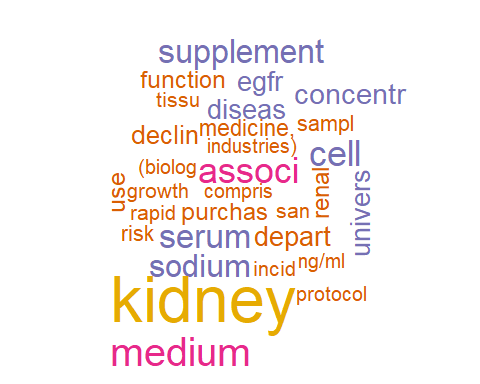 supplement
function egfr
tissu concentr
diseas
declin medicine, sampl
industries)
(biolog associ cell
use growth compris renal univers
rapid purchas san
risk serum depart
sodium incid ng/ml
kidney protocol
medium